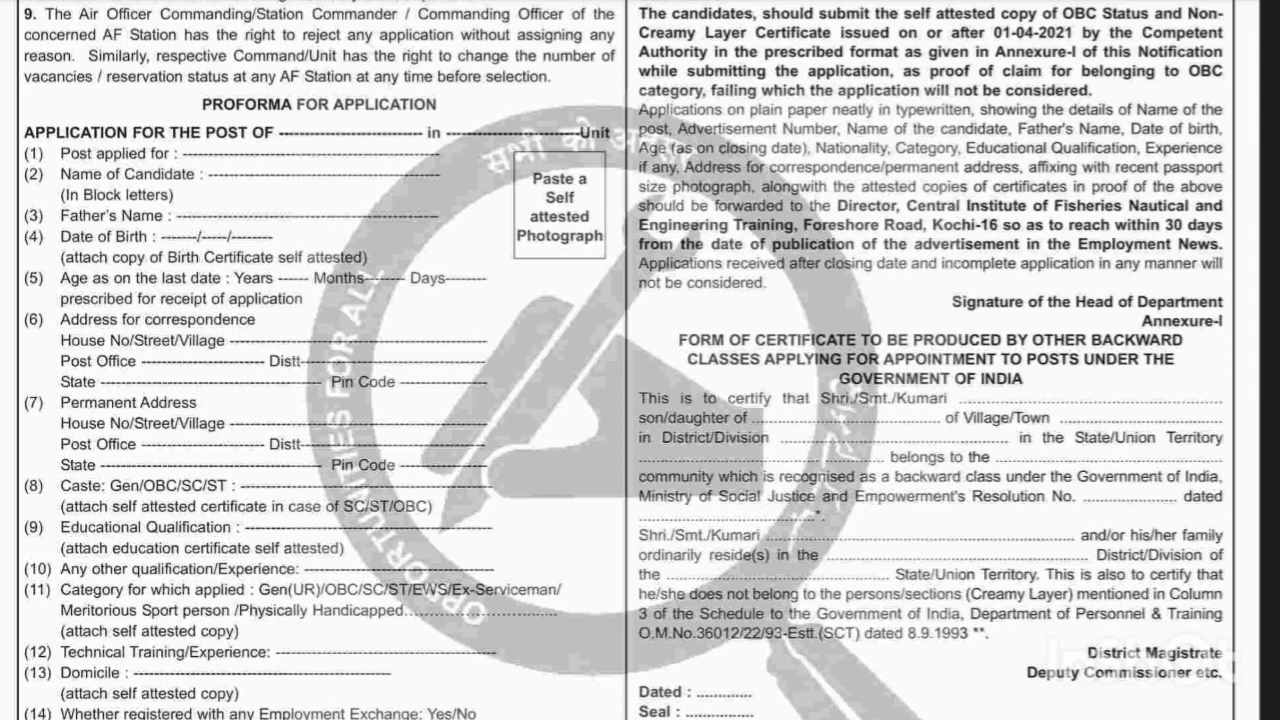 9. The Air Officer Commanding/Station Commander / Commanding Officer of the
concerned AF Station has the right to reject any application without assigning any
reason. Similarly, respective Command/Unit has the right to change the number of
vacancies / reservation status at any AF Station at any time before selection.
PROFORMA FOR APPLICATION
APPLICATION FOR THE POST OF ---------------------- in --------------------Unit
(1) Post applied for : ----------------------------------------
(2) Name of Candidate : ------------------------------------
(In Block letters)
(3) Father's Name : -----------------------------------------
(4) Date of Birth : ------/-----/-------
(attach copy of Birth Certificate self attested)
(5) Age as on the last date : Years ----- Months------- Days------
prescribed for receipt of application
(6) Address for correspondence
House No/Street/Village ----------------------------------------
Post Office ------------------- Distt-----------------------------
State ----------------------------------- Pin Code -------------
(7) Permanent Address
House No/Street/Village ----------------------------------------
Post Office ------------------- Distt-----------------------------
State ----------------------------------- Pin Code -------------
(8) Caste: Gen/OBC/SC/ST : ---------------------------------------
(attach self attested certificate in case of SC/ST/OBC)
(9) Educational Qualification : --------------------------------------
(attach education certificate self attested)
(10) Any other qualification/Experience: -----------------------------
(11) Category for which applied : Gen(UR)/OBC/SC/ST/EWS/Ex-Serviceman/
Meritorious Sport person /Physically Handicapped..............................
(attach self attested copy)
(12) Technical Training/Experience: ----------------------------------
(13) Domicile : ----------------------------------------
(attach self attested copy)
(14) Whether registered with any Employment Exchange: Yes/No
Paste a
Self
attested
Photograph
The candidates, should submit the self attested copy of OBC Status and Non-
Creamy Layer Certificate issued on or after 01-04-2021 by the Competent
Authority in the prescribed format as given in Annexure-I of this Notification
while submitting the application, as proof of claim for belonging to OBC
category, failing which the application will not be considered.
Applications on plain paper neatly in typewritten, showing the details of Name of the
post, Advertisement Number, Name of the candidate, Father's Name, Date of birth,
Age (as on closing date), Nationality, Category, Educational Qualification, Experience
if any, Address for correspondence/permanent address, affixing with recent passport
size photograph, alongwith the attested copies of certificates in proof of the above
should be forwarded to the Director, Central Institute of Fisheries Nautical and
Engineering Training, Foreshore Road, Kochi-16 so as to reach within 30 days
from the date of publication of the advertisement in the Employment News.
Applications received after closing date and incomplete application in any manner will
not be considered.
Signature of the Head of Department
Annexure-I
FORM OF CERTIFICATE TO BE PRODUCED BY OTHER BACKWARD
CLASSES APPLYING FOR APPOINTMENT TO POSTS UNDER THE
GOVERNMENT OF INDIA
This is to certify that Shri./Smt./Kumari ..................................................
son/daughter of ................................... of Village/Town ..............................
in District/Division .......................................... in the State/Union Territory
............................................ belongs to the ..........................................
community which is recognised as a backward class under the Government of India,
Ministry of Social Justice and Empowerment's Resolution No. ................. dated
................................*.
Shri./Smt./Kumari .......................................................... and/or his/her family
ordinarily reside(s) in the ................................................ District/Division of
the ......................................... State/Union Territory. This is also to certify that
he/she does not belong to the persons/sections (Creamy Layer) mentioned in Column
3 of the Schedule to the Government of India, Department of Personnel & Training
O.M.No.36012/22/93-Estt.(SCT) dated 8.9.1993 **.
District Magistrate
Deputy Commissioner etc.
Dated : ............
Seal : ...............
सभी को
OPPORTUNITIES FOR ALL